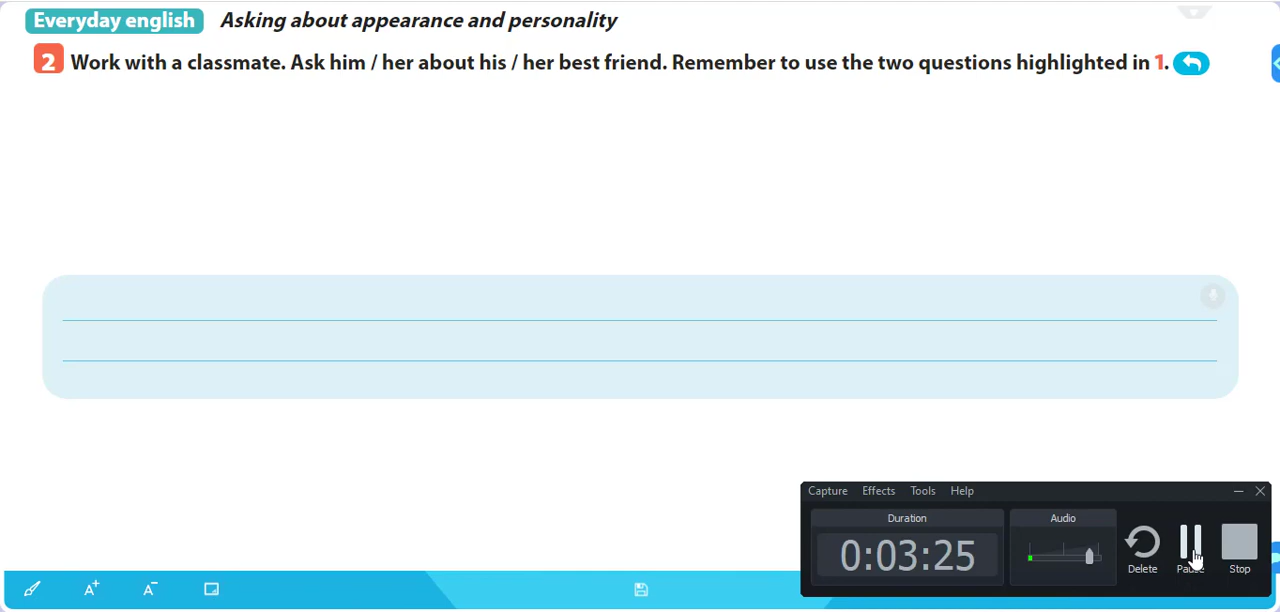 Everyday english Asking about appearance and personality
2 Work with a classmate. Ask him / her about his / her best friend. Remember to use the two questions highlighted in 1.
Capture Effects Tools Help
Duration Audio
0:03:25
Delete Pause Stop
A+ A-